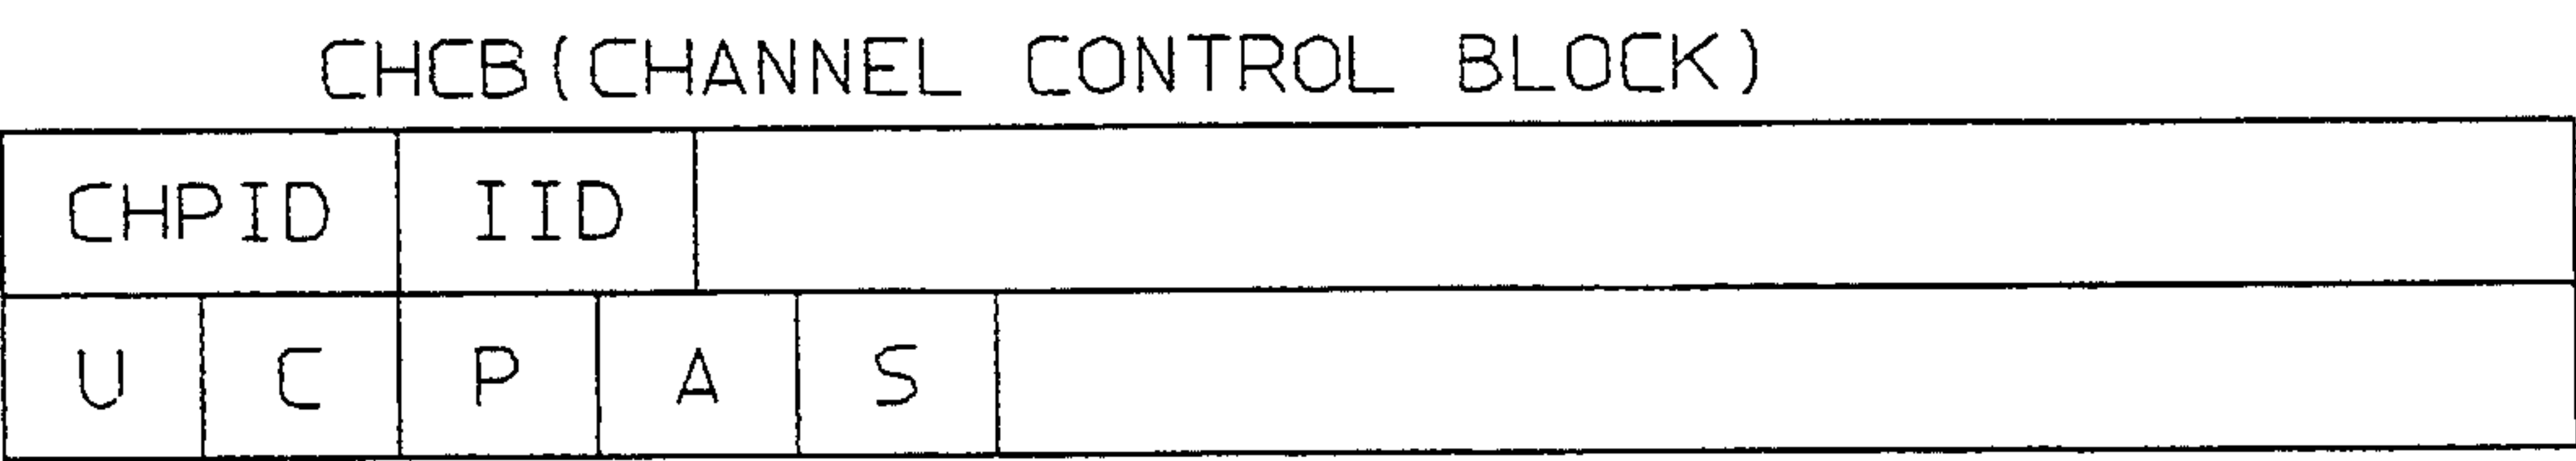 CHCB(CHANNEL CONTROL BLOCK)
CHPID IID
U C P A S